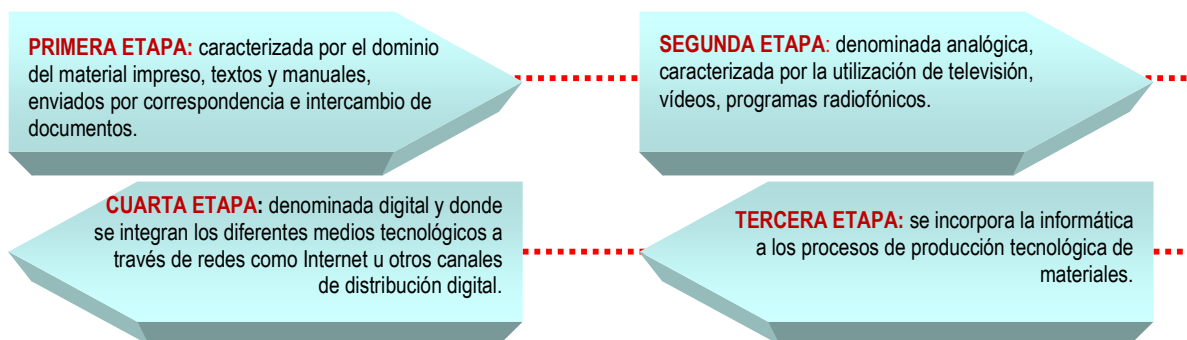 PRIMERA ETAPA: caracterizada por el dominio
del material impreso, textos y manuales,
enviados por correspondencia e intercambio de
documentos.
SEGUNDA ETAPA: denominada analógica,
caracterizada por la utilización de televisión,
vídeos, programas radiofónicos.
TERCERA ETAPA: se incorpora la informática
a los procesos de producción tecnológica de
materiales.
CUARTA ETAPA: denominada digital y donde
se integran los diferentes medios tecnológicos a
través de redes como Internet u otros canales
de distribución digital.